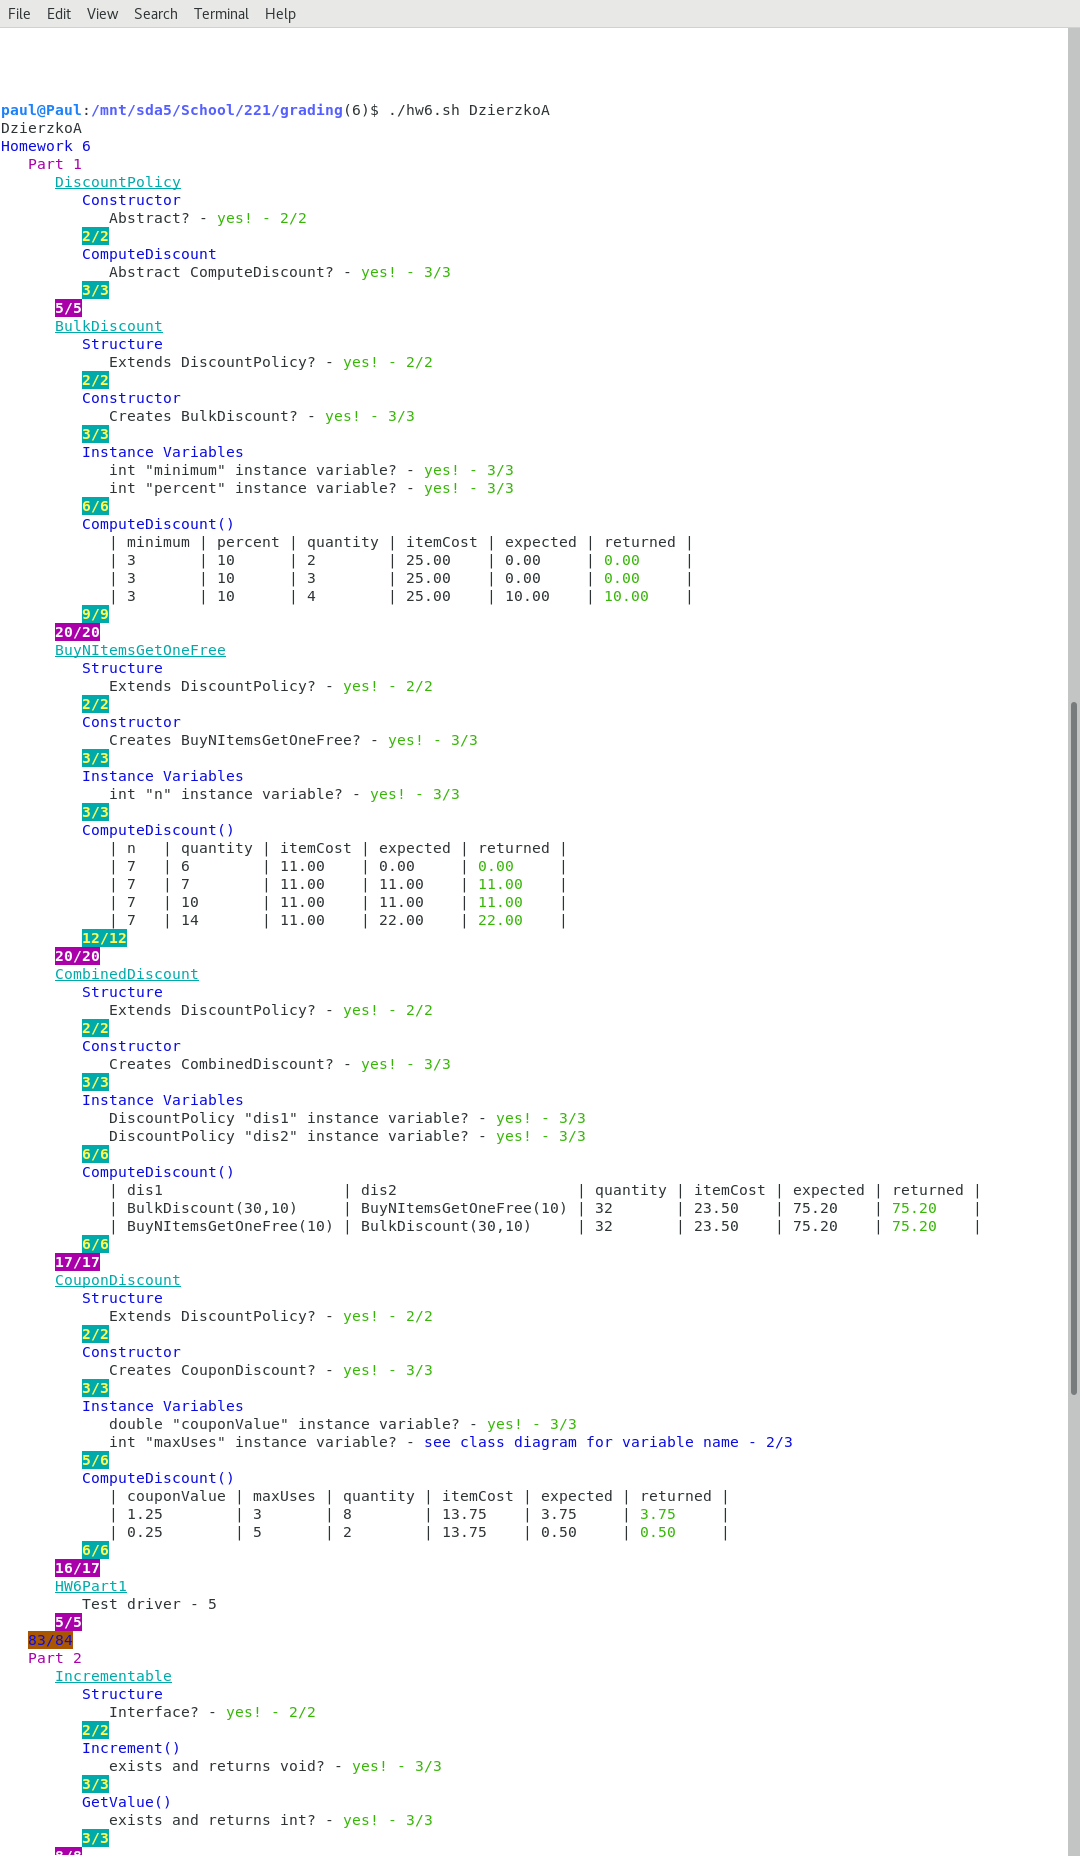 File Edit View Search Terminal Help
paul@Paul:/mnt/sda5/School/221/grading(6)$ ./hw6.sh DzierzkoA
DzierzkoA
Homework 6
Part 1
DiscountPolicy
Constructor
Abstract? - yes! - 2/2
2/2
ComputeDiscount
Abstract ComputeDiscount? - yes! - 3/3
3/3
5/5
BulkDiscount
Structure
Extends DiscountPolicy? - yes! - 2/2
2/2
Constructor
Creates BulkDiscount? - yes! - 3/3
3/3
Instance Variables
int "minimum" instance variable? - yes! - 3/3
int "percent" instance variable? - yes! - 3/3
6/6
ComputeDiscount()
| minimum | percent | quantity | itemCost | expected | returned |
| 3 | 10 | 2 | 25.00 | 0.00 | 0.00 |
| 3 | 10 | 3 | 25.00 | 0.00 | 0.00 |
| 3 | 10 | 4 | 25.00 | 10.00 | 10.00 |
9/9
20/20
BuyNItemsGetOneFree
Structure
Extends DiscountPolicy? - yes! - 2/2
2/2
Constructor
Creates BuyNItemsGetOneFree? - yes! - 3/3
3/3
Instance Variables
int "n" instance variable? - yes! - 3/3
3/3
ComputeDiscount()
| n | quantity | itemCost | expected | returned |
| 7 | 6 | 11.00 | 0.00 | 0.00 |
| 7 | 7 | 11.00 | 11.00 | 11.00 |
| 7 | 10 | 11.00 | 11.00 | 11.00 |
| 7 | 14 | 11.00 | 22.00 | 22.00 |
12/12
20/20
CombinedDiscount
Structure
Extends DiscountPolicy? - yes! - 2/2
2/2
Constructor
Creates CombinedDiscount? - yes! - 3/3
3/3
Instance Variables
DiscountPolicy "dis1" instance variable? - yes! - 3/3
DiscountPolicy "dis2" instance variable? - yes! - 3/3
6/6
ComputeDiscount()
| dis1 | dis2 | quantity | itemCost | expected | returned |
| BulkDiscount(30,10) | BuyNItemsGetOneFree(10) | 32 | 23.50 | 75.20 | 75.20 |
| BuyNItemsGetOneFree(10) | BulkDiscount(30,10) | 32 | 23.50 | 75.20 | 75.20 |
6/6
17/17
CouponDiscount
Structure
Extends DiscountPolicy? - yes! - 2/2
2/2
Constructor
Creates CouponDiscount? - yes! - 3/3
3/3
Instance Variables
double "couponValue" instance variable? - yes! - 3/3
int "maxUses" instance variable? - see class diagram for variable name - 2/3
5/6
ComputeDiscount()
| couponValue | maxUses | quantity | itemCost | expected | returned |
| 1.25 | 3 | 8 | 13.75 | 3.75 | 3.75 |
| 0.25 | 5 | 2 | 13.75 | 0.50 | 0.50 |
6/6
16/17
HW6Part1
Test driver - 5
5/5
83/84
Part 2
Incrementable
Structure
Interface? - yes! - 2/2
2/2
Increment()
exists and returns void? - yes! - 3/3
3/3
GetValue()
exists and returns int? - yes! - 3/3
3/3
8/8